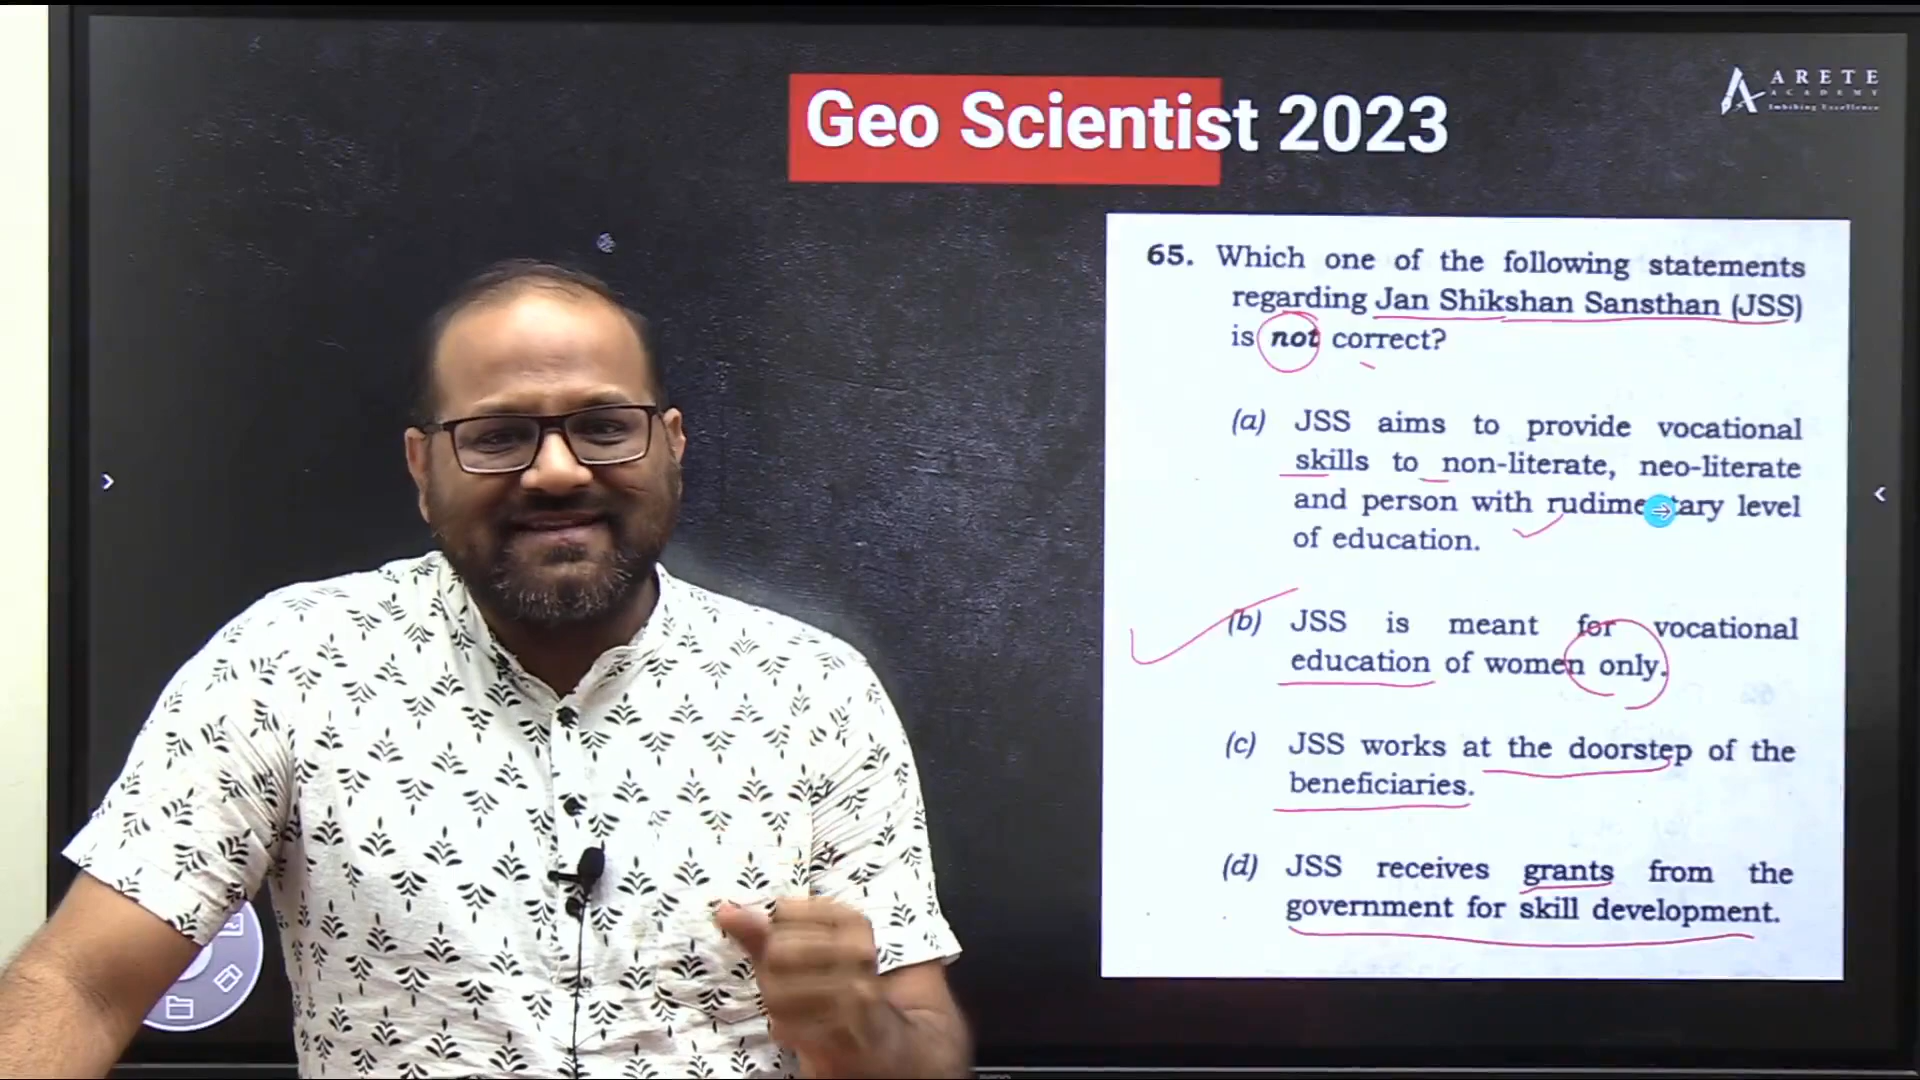 ARETE
ACADEMY
Imbibing Excellence
Geo Scientist 2023
65. Which one of the following statements
regarding Jan Shikshan Sansthan (JSS)
is not correct?
(a) JSS aims to provide vocational
skills to non-literate, neo-literate
and person with rudimentary level
of education.
(b) JSS is meant for vocational
education of women only.
(c) JSS works at the doorstep of the
beneficiaries.
(d) JSS receives grants from the
government for skill development.